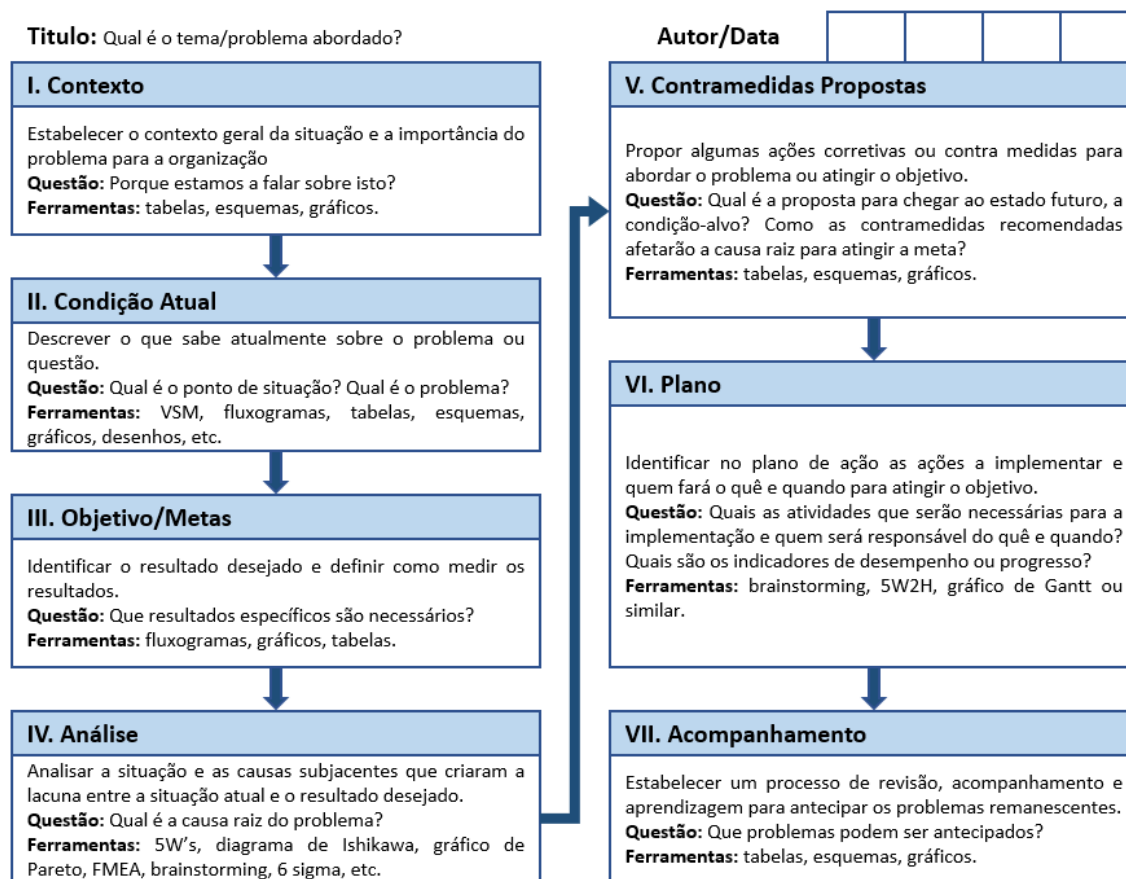 Titulo: Qual é o tema/problema abordado?
I. Contexto
Estabelecer o contexto geral da situação e a importância do
problema para a organização
Questão: Porque estamos a falar sobre isto?
Ferramentas: tabelas, esquemas, gráficos.
II. Condição Atual
Descrever o que sabe atualmente sobre o problema ou
questão.
Questão: Qual é o ponto de situação? Qual é o problema?
Ferramentas: VSM, fluxogramas, tabelas, esquemas,
gráficos, desenhos, etc.
III. Objetivo/Metas
Identificar o resultado desejado e definir como medir os
resultados.
Questão: Que resultados específicos são necessários?
Ferramentas: fluxogramas, gráficos, tabelas.
IV. Análise
Analisar a situação e as causas subjacentes que criaram a
lacuna entre a situação atual e o resultado desejado.
Questão: Qual é a causa raiz do problema?
Ferramentas: 5W’s, diagrama de Ishikawa, gráfico de
Pareto, FMEA, brainstorming, 6 sigma, etc.
Autor/Data
V. Contramedidas Propostas
Propor algumas ações corretivas ou contra medidas para
abordar o problema ou atingir o objetivo.
Questão: Qual é a proposta para chegar ao estado futuro, a
condição-alvo? Como as contramedidas recomendadas
afetarão a causa raiz para atingir a meta?
Ferramentas: tabelas, esquemas, gráficos.
VI. Plano
Identificar no plano de ação as ações a implementar e
quem fará o quê e quando para atingir o objetivo.
Questão: Quais as atividades que serão necessárias para a
implementação e quem será responsável do quê e quando?
Quais são os indicadores de desempenho ou progresso?
Ferramentas: brainstorming, 5W2H, gráfico de Gantt ou
similar.
VII. Acompanhamento
Estabelecer um processo de revisão, acompanhamento e
aprendizagem para antecipar os problemas remanescentes.
Questão: Que problemas podem ser antecipados?
Ferramentas: tabelas, esquemas, gráficos.